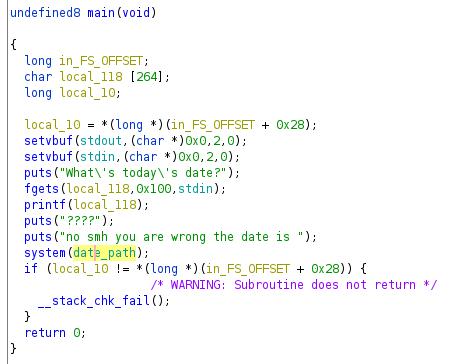 undefined8 main(void)
{
long in_FS_OFFSET;
char local_118 [264];
long local_10;
local_10 = *(long *)(in_FS_OFFSET + 0x28);
setvbuf(stdout,(char *)0x0,2,0);
setvbuf(stdin,(char *)0x0,2,0);
puts("What\'s today\'s date?");
fgets(local_118,0x100,stdin);
printf(local_118);
puts("????");
puts("no smh you are wrong the date is ");
system(date_path);
if (local_10 != *(long *)(in_FS_OFFSET + 0x28)) {
/* WARNING: Subroutine does not return */
__stack_chk_fail();
}
return 0;
}